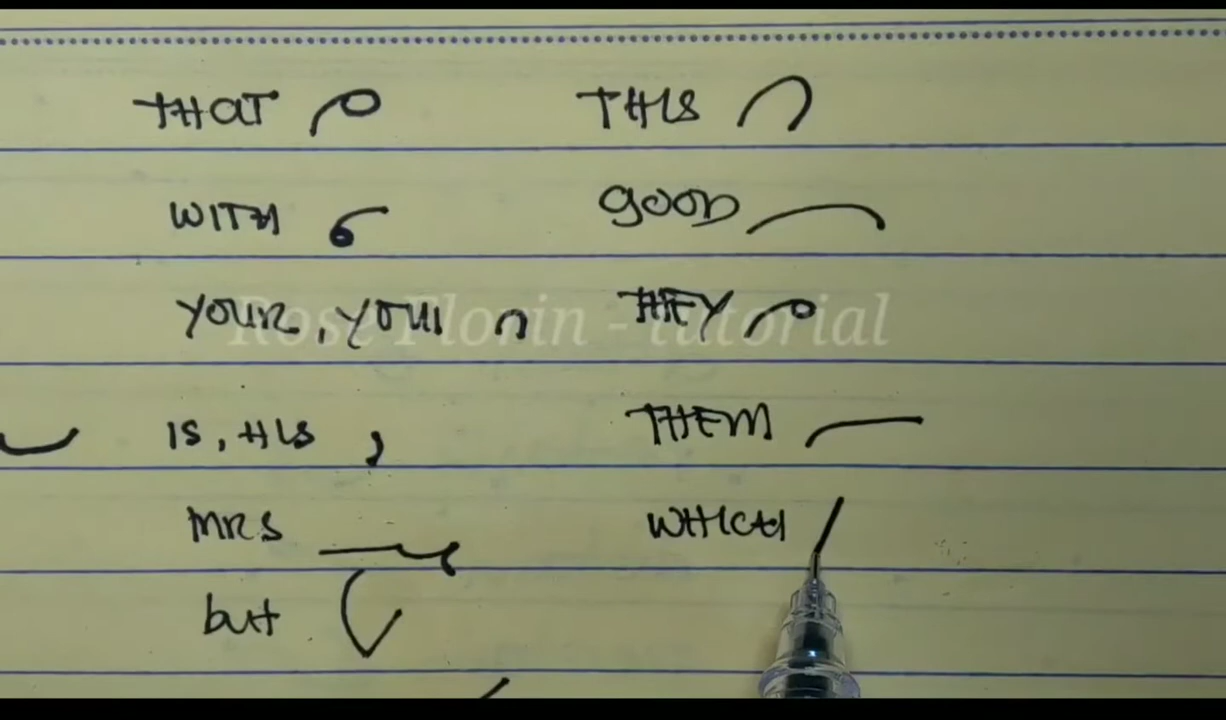 THAT THIS
WITH GOOD
YOUR, YOU THEY
Rose Florin - tutorial
IS, HIS THEM
MRS WHICH
but